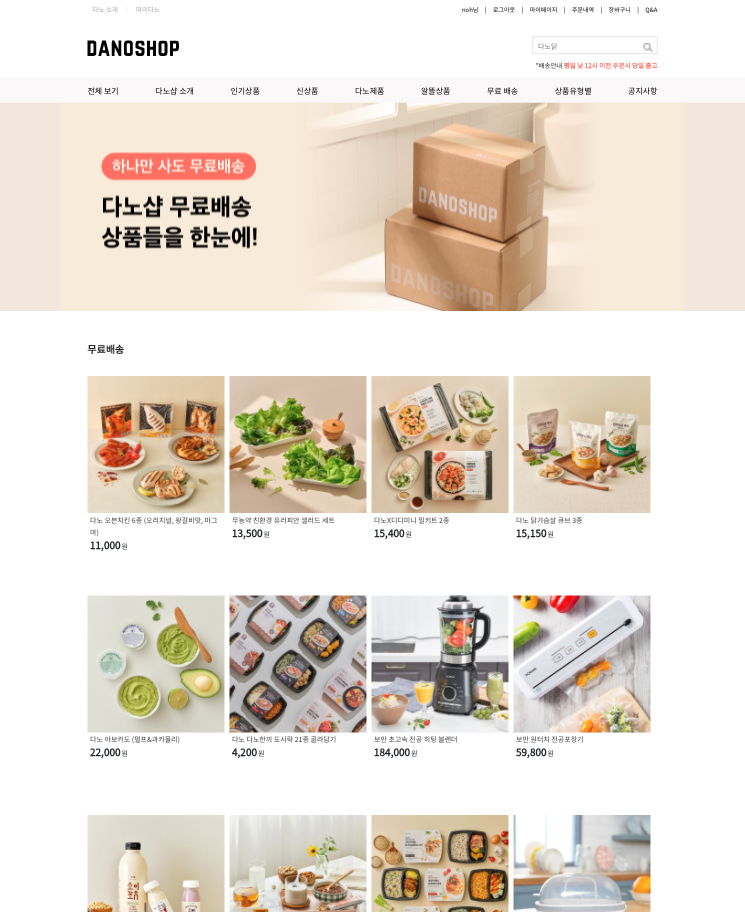 다노 소개 | 마이다노
noh님 | 로그아웃 | 마이페이지 | 주문내역 | 장바구니 | Q&A
DANOSHOP
다노닭
*배송안내 평일 낮 12시 이전 주문시 당일 출고
전체 보기 다노샵 소개 인기상품 신상품 다노제품 알뜰상품 무료 배송 상품유형별 공지사항
하나만 사도 무료배송
다노샵 무료배송
상품들을 한눈에!
DANOSHOP
DANOSHOP
무료배송
다노 오븐치킨 6종 (오리지널, 왕갈비맛, 마그
마)
11,000원
무농약 친환경 유러피안 샐러드 세트
13,500원
다노X디디미니 밀키트 2종
15,400원
다노 닭가슴살 큐브 3종
15,150원
다노 아보카도 (멀프&과카몰리)
22,000원
다노 다노한끼 도시락 21종 골라담기
4,200원
보만 초고속 진공 히팅 블렌더
184,000원
보만 원터치 진공포장기
59,800원